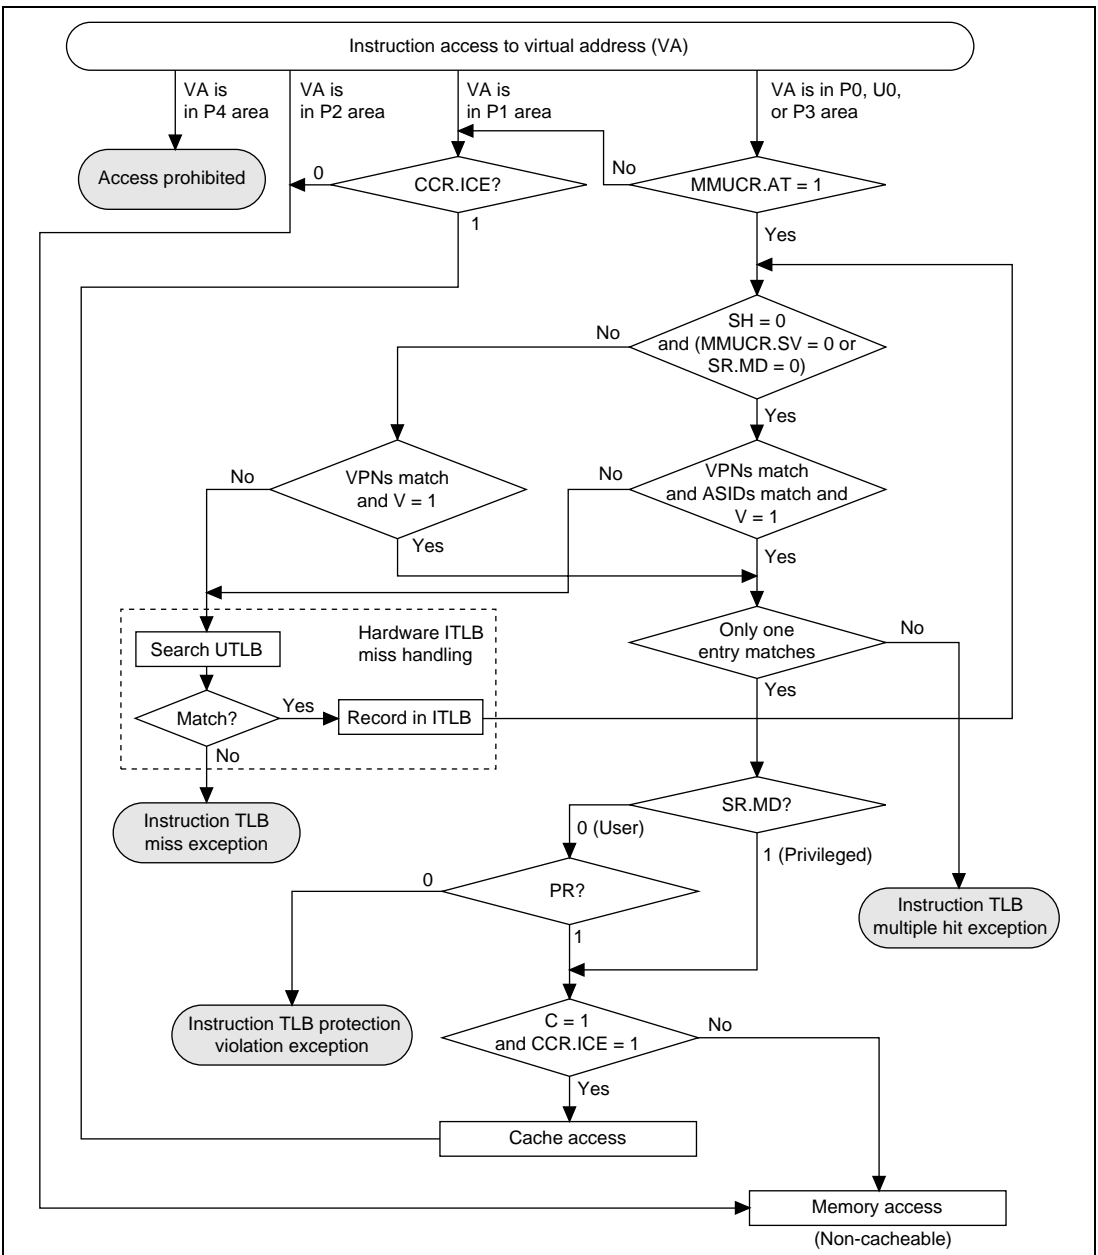 Instruction access to virtual address (VA)
VA is
in P4 area
VA is
in P2 area
VA is
in P1 area
VA is in P0, U0,
or P3 area
Access prohibited
0
CCR.ICE?
No
MMUCR.AT = 1
1
Yes
SH = 0
and (MMUCR.SV = 0 or
SR.MD = 0)
No
Yes
No
VPNs match
and V = 1
No
VPNs match
and ASIDs match and
V = 1
Yes
Yes
Search UTLB
Hardware ITLB
miss handling
Only one
entry matches
No
Yes
Match?
Yes
Record in ITLB
No
Instruction TLB
miss exception
SR.MD?
0 (User)
1 (Privileged)
0
PR?
Instruction TLB
multiple hit exception
1
Instruction TLB protection
violation exception
C = 1
and CCR.ICE = 1
No
Yes
Cache access
Memory access
(Non-cacheable)